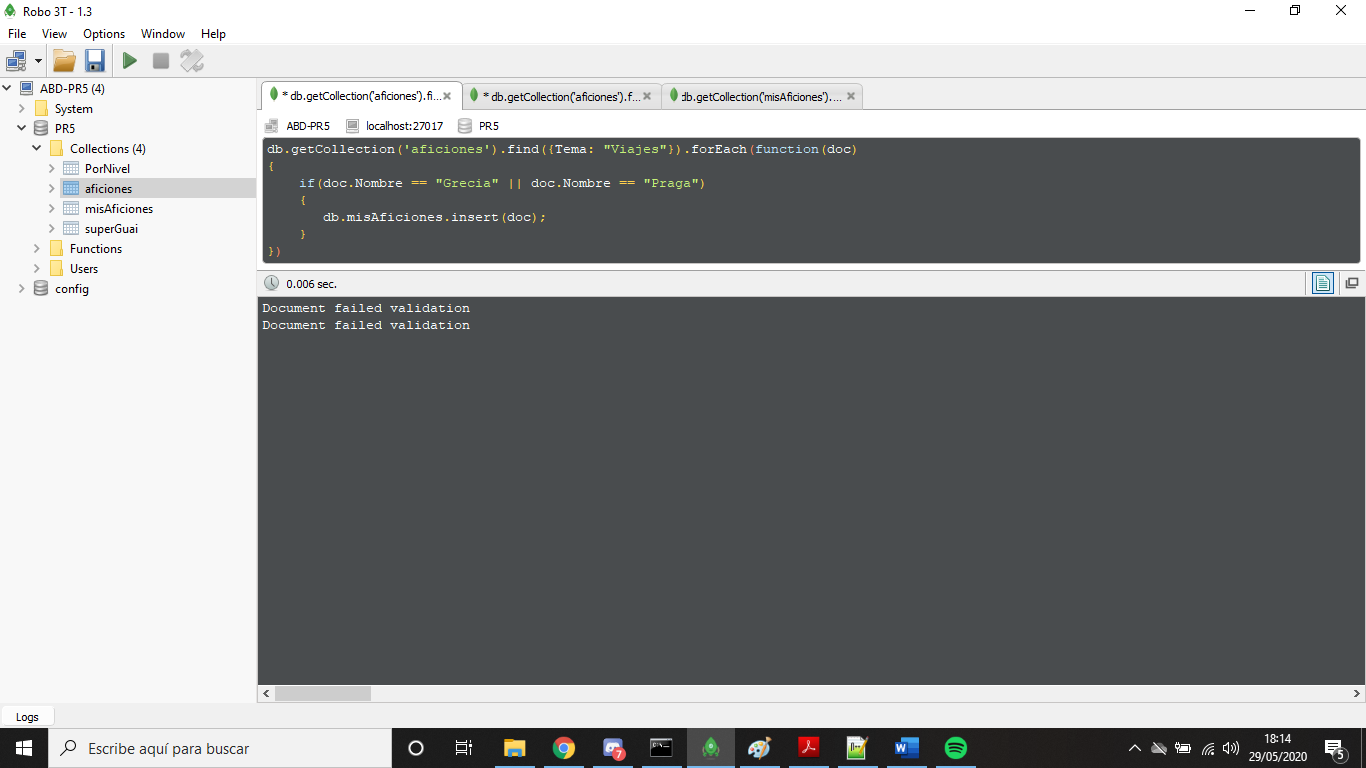 Robo 3T - 1.3
File View Options Window Help
ABD-PR5 (4)
System
PR5
Collections (4)
PorNivel
aficiones
misAficiones
superGuai
Functions
Users
config
* db.getCollection('aficiones').fi...
* db.getCollection('aficiones').f...
db.getCollection('misAficiones')....
ABD-PR5 localhost:27017 PR5
db.getCollection('aficiones').find({Tema: "Viajes"}).forEach(function(doc)
{
if(doc.Nombre == "Grecia" || doc.Nombre == "Praga")
{
db.misAficiones.insert(doc);
}
})
0.006 sec.
Document failed validation
Document failed validation
Logs
Escribe aquí para buscar
7
18:14
29/05/2020
5